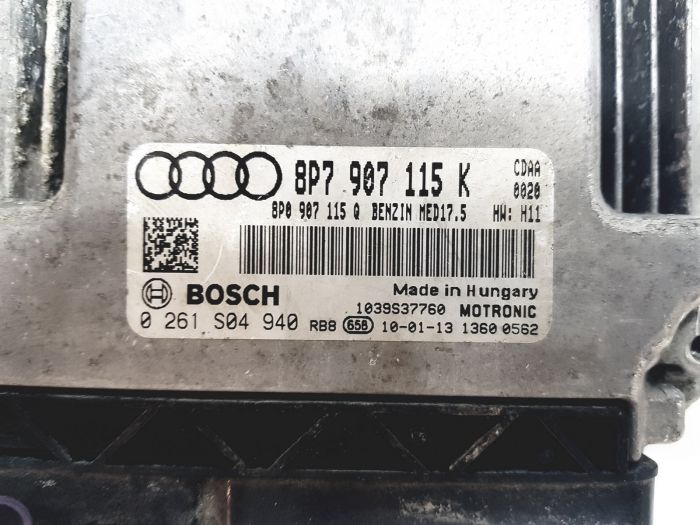 8P7 907 115 K CDAA
0020
8P0 907 115 Q BENZIN MED17.5 HW: H11
BOSCH Made in Hungary
1039S37760 MOTRONIC
0 261 S04 940 RB8 658 10-01-13 1360 0562